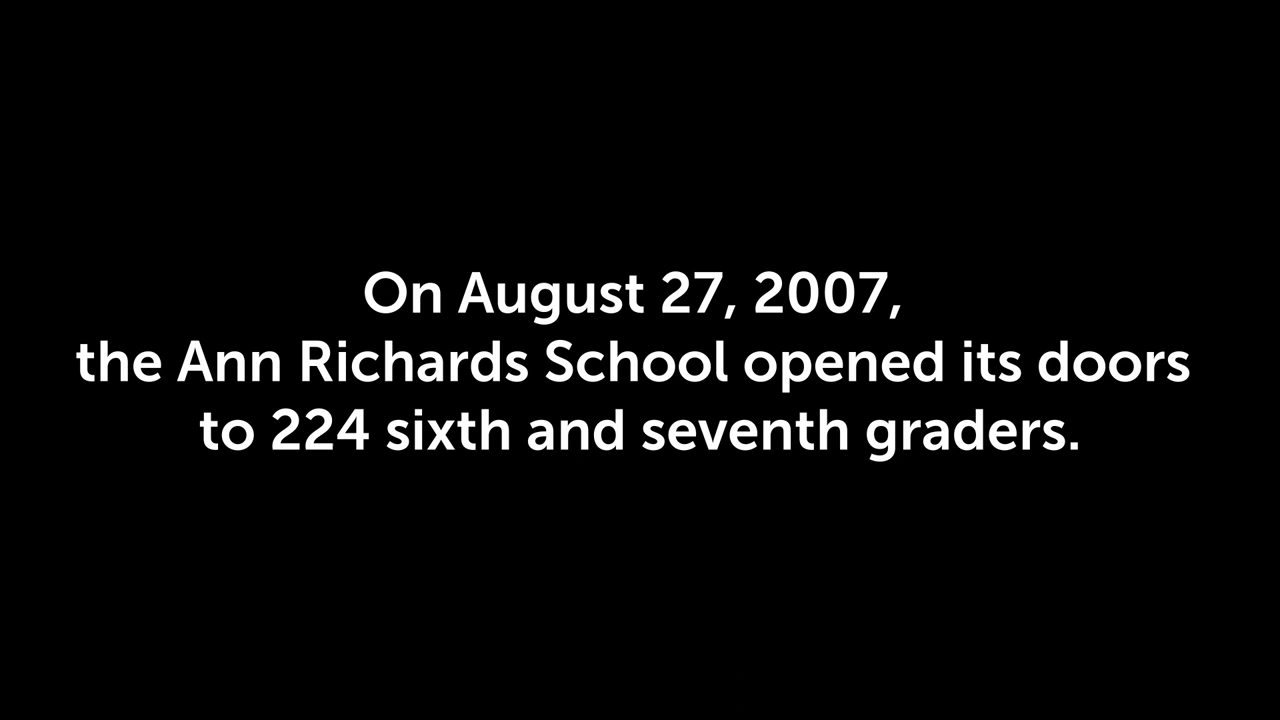 On August 27, 2007,
the Ann Richards School opened its doors
to 224 sixth and seventh graders.